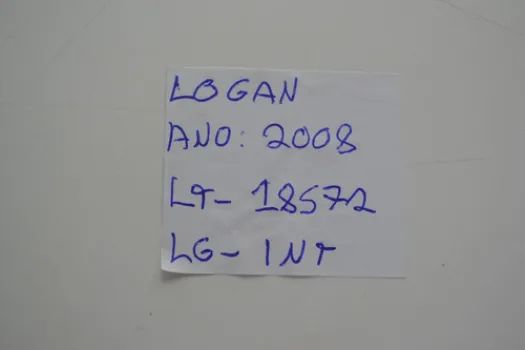 LOGAN
ANO: 2008
LT- 18572
LG- INT